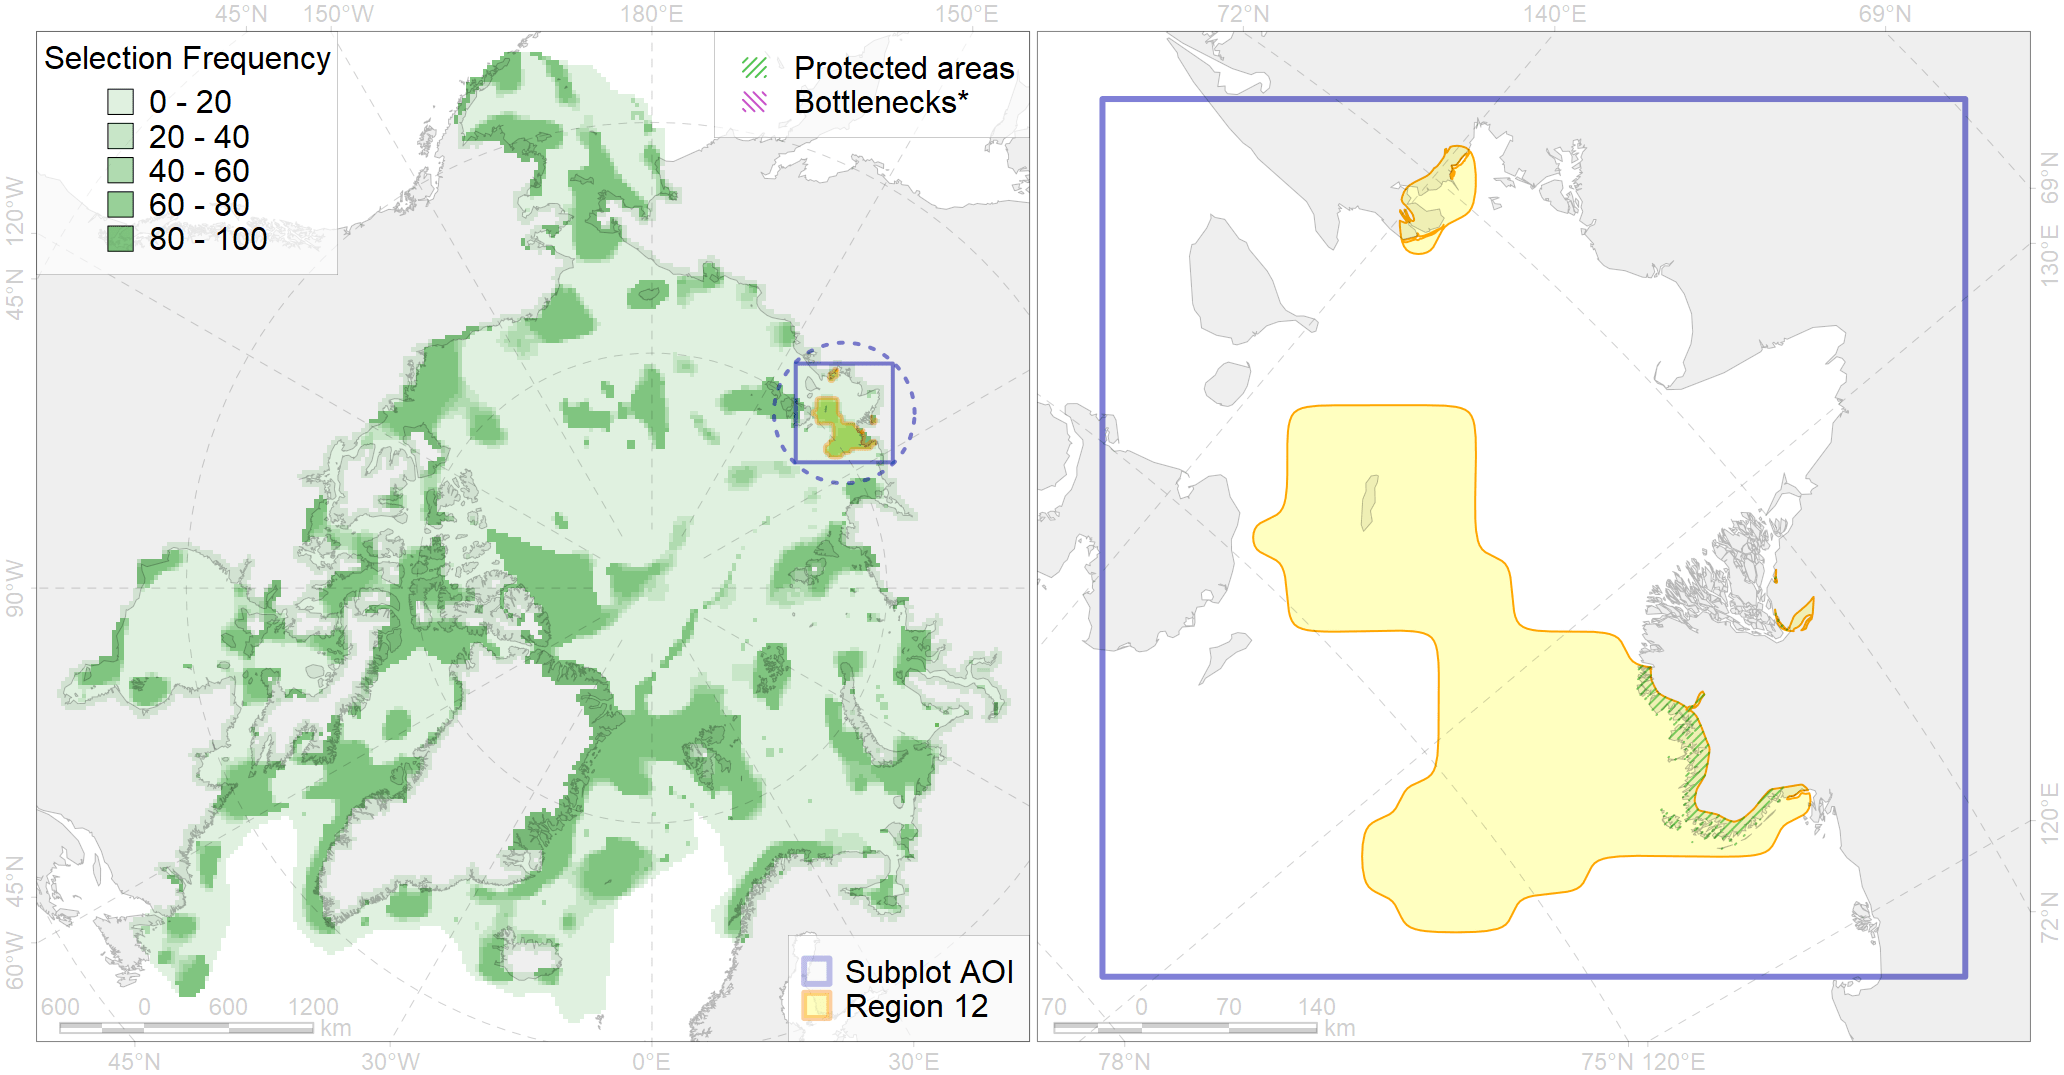 45°N 150°W 180°E 150°E 72°N 140°E 69°N
Selection Frequency
0 - 20
20 - 40
40 - 60
60 - 80
80 - 100
Protected areas
Bottlenecks*
120°W
45°N
90°W
45°N
60°W
69°N
130°E
120°E
72°N
Subplot AOI
Region 12
600 0 600 1200
km
70 0 70 140
km
45°N 30°W 0°E 30°E 78°N 75°N 120°E